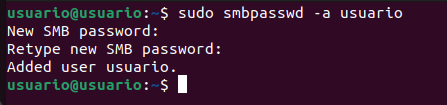 usuario@usuario:~$ sudo smbpasswd -a usuario
New SMB password:
Retype new SMB password:
Added user usuario.
usuario@usuario:~$